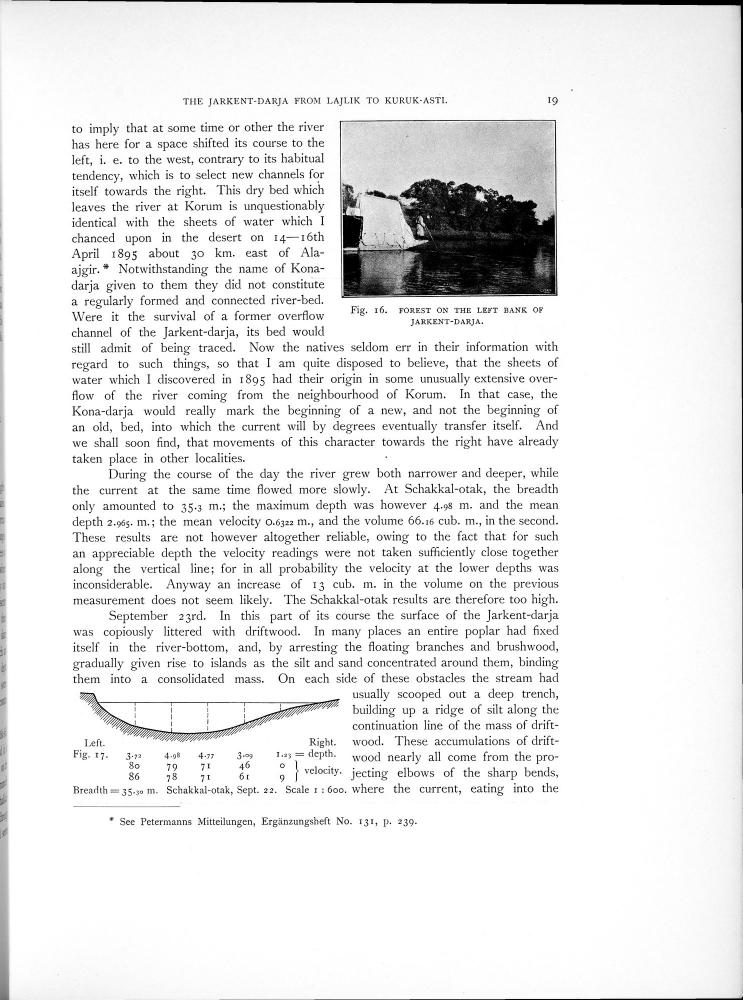 THE JARKENT-DARJA FROM LAJLIK TO KURUK-ASTI. 19
to imply that at some time or other the river
has here for a space shifted its course to the
left, i. e. to the west, contrary to its habitual
tendency, which is to select new channels for
itself towards the right. This dry bed which
leaves the river at Korum is unquestionably
identical with the sheets of water which I
chanced upon in the desert on 14—16th
April 1895 about 30 km. east of Ala-
ajgir. * Notwithstanding the name of Kona-
darja given to them they did not constitute
a regularly formed and connected river-bed.
Were it the survival of a former overflow
channel of the Jarkent-darja, its bed would
Fig. 16. FOREST ON THE LEFT BANK OF
JARKENT-DARJA.
still admit of being traced. Now the natives seldom err in their information with
regard to such things, so that I am quite disposed to believe, that the sheets of
water which I discovered in 1895 had their origin in some unusually extensive over-
flow of the river coming from the neighbourhood of Korum. In that case, the
Kona-darja would really mark the beginning of a new, and not the beginning of
an old, bed, into which the current will by degrees eventually transfer itself. And
we shall soon find, that movements of this character towards the right have already
taken place in other localities.
During the course of the day the river grew both narrower and deeper, while
the current at the same time flowed more slowly. At Schakkal-otak, the breadth
only amounted to 35.3 m.; the maximum depth was however 4.98 m. and the mean
depth 2.965. m.; the mean velocity 0.6322 m., and the volume 66.16 cub. m., in the second.
These results are not however altogether reliable, owing to the fact that for such
an appreciable depth the velocity readings were not taken sufficiently close together
along the vertical line; for in all probability the velocity at the lower depths was
inconsiderable. Anyway an increase of 13 cub. m. in the volume on the previous
measurement does not seem likely. The Schakkal-otak results are therefore too high.
September 23rd. In this part of its course the surface of the Jarkent-darja
was copiously littered with driftwood. In many places an entire poplar had fixed
itself in the river-bottom, and, by arresting the floating branches and brushwood,
gradually given rise to islands as the silt and sand concentrated around them, binding
them into a consolidated mass. On each side of these obstacles the stream had
usually scooped out a deep trench,
building up a ridge of silt along the
continuation line of the mass of drift-
wood. These accumulations of drift-
wood nearly all come from the pro-
jecting elbows of the sharp bends,
where the current, eating into the
Left. Right.
Fig. 17. 3.72 4.98 4.77 3.09 1.23 = depth.
80 79 71 46 0 } velocity.
86 78 71 61 9
Breadth = 35.30 m. Schakkal-otak, Sept. 22. Scale 1 : 600.
* See Petermanns Mitteilungen, Ergänzungsheft No. 131, p. 239.